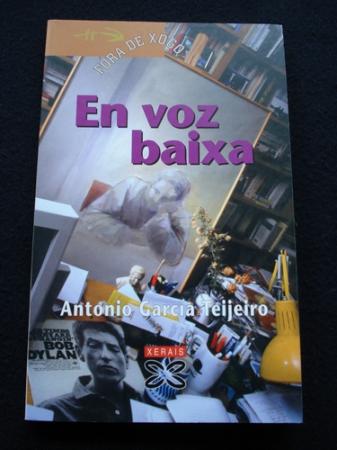 FÓRA DE XOGO
En voz
baixa
Antonio García Teijeiro
XERAIS
BOB
DYLAN